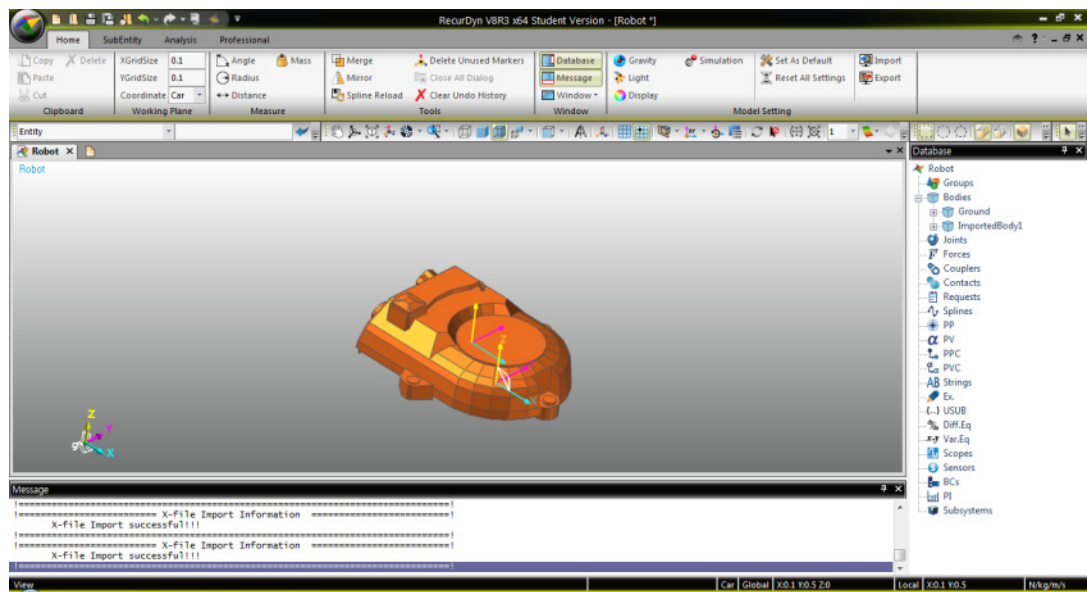 RecurDyn V8R3 x64 Student Version - [Robot *]
Home SubEntity Analysis Professional
Copy Delete XGridSize 0.1 Angle Mass Merge Delete Unused Markers Database Gravity Simulation Set As Default Import
Paste YGridSize 0.1 Radius Mirror Close All Dialog Message Light Reset All Settings Export
Cut Coordinate Car Distance Spline Reload Clear Undo History Window Display
Clipboard Working Plane Measure Tools Window Model Setting
Entity 1
Robot X Database
Robot
Z
X
Z
Y
X
g
Robot
Groups
Bodies
Ground
ImportedBody1
Joints
Forces
Couplers
Contacts
Requests
Splines
PP
PV
PPC
PVC
AB Strings
Ex.
{...} USUB
Diff.Eq
x-y Var.Eq
Scopes
Sensors
BCs
PI
Subsystems
Message
!==========================================================================!
!========================= X-file Import Information =========================!
X-file Import successful!!!
!==========================================================================!
!========================= X-file Import Information =========================!
X-file Import successful!!!
!==========================================================================!
View Car Global X:0.1 Y:0.5 Z:0 Local X:0.1 Y:0.5 N/kg/m/s